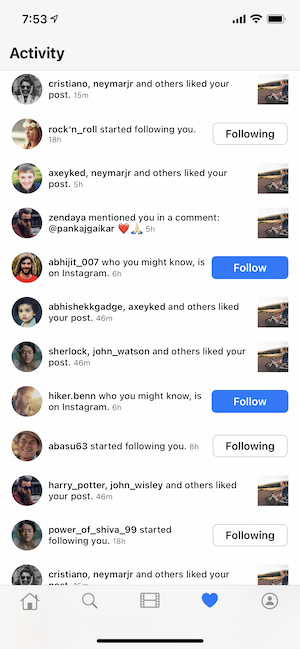 7:53
Activity
cristiano, neymarjr and others liked your
post. 15m
rock'n_roll started following you.
18h
Following
axeyked, neymarjr and others liked your
post. 5h
zendaya mentioned you in a comment:
@pankajgaikar ❤️🙏🏻 5h
abhijit_007 who you might know, is
on Instagram. 6h
Follow
abhishekkgadge, axeyked and others liked
your post. 46m
sherlock, john_watson and others liked your
post. 46m
hiker.benn who you might know, is
on Instagram. 6h
Follow
abasu63 started following you. 8h
Following
harry_potter, john_wisley and others liked
your post. 46m
power_of_shiva_99 started
following you. 18h
Following
cristiano, neymarjr and others liked your